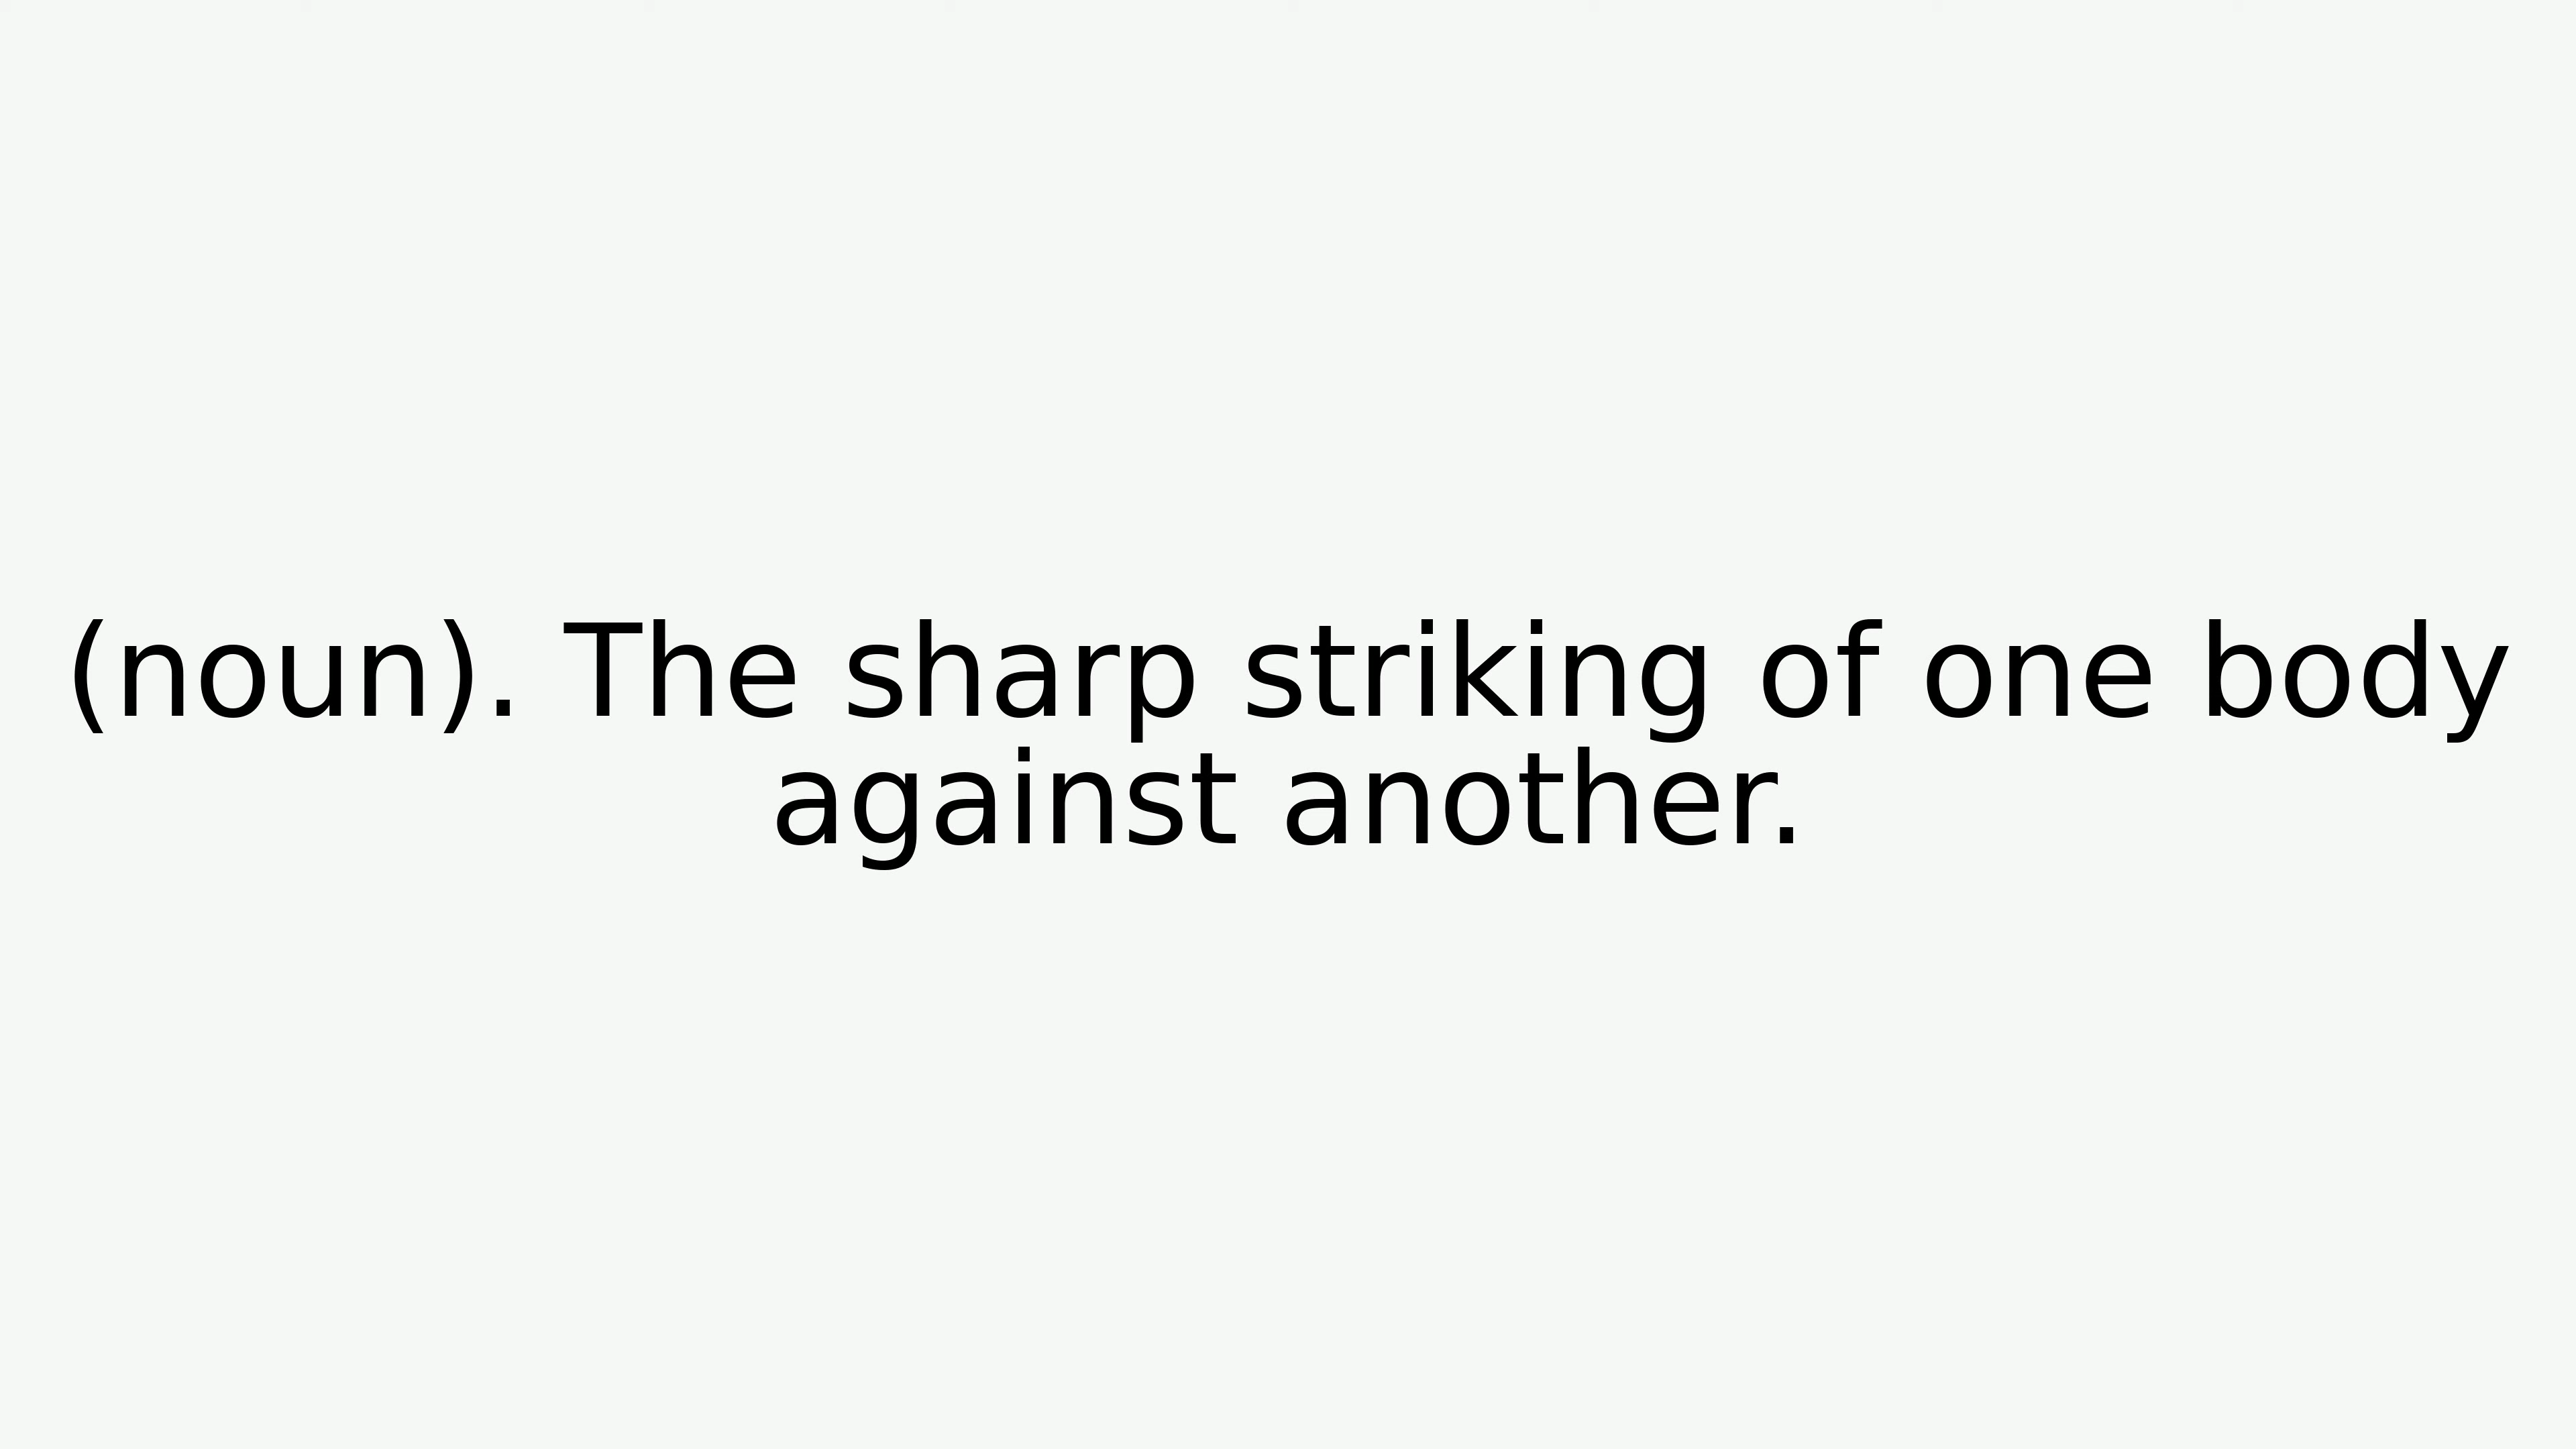 (noun). The sharp striking of one body
against another.